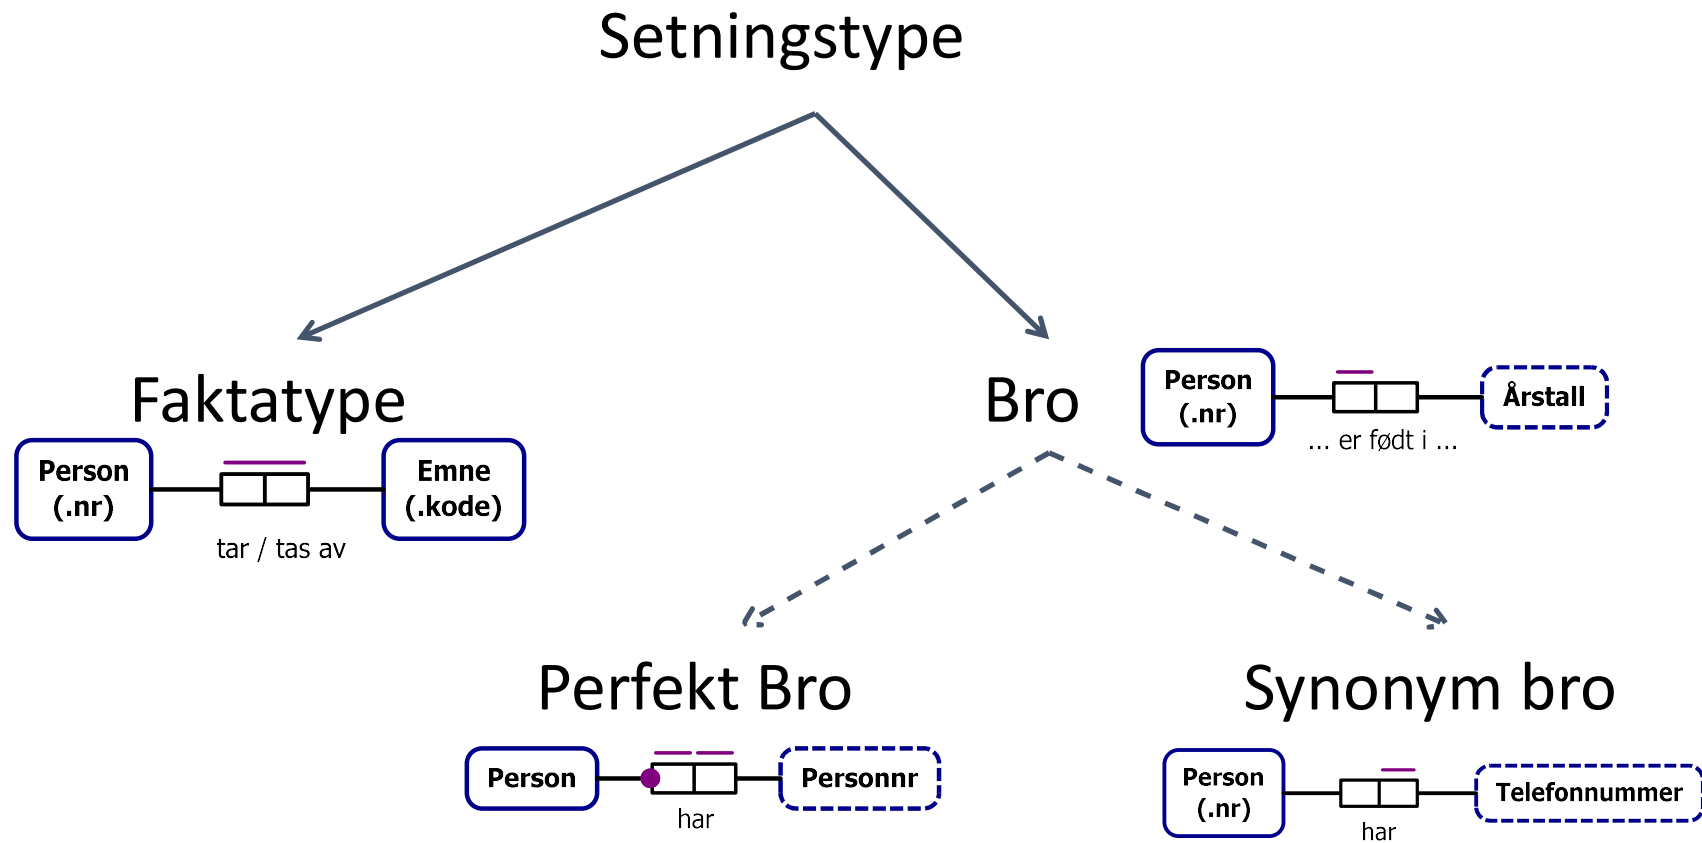 Setningstype
Faktatype
Person
(.nr)
Emne
(.kode)
tar / tas av
Bro
Person
(.nr)
Årstall
... er født i ...
Perfekt Bro
Person
Personnr
har
Synonym bro
Person
(.nr)
Telefonnummer
har